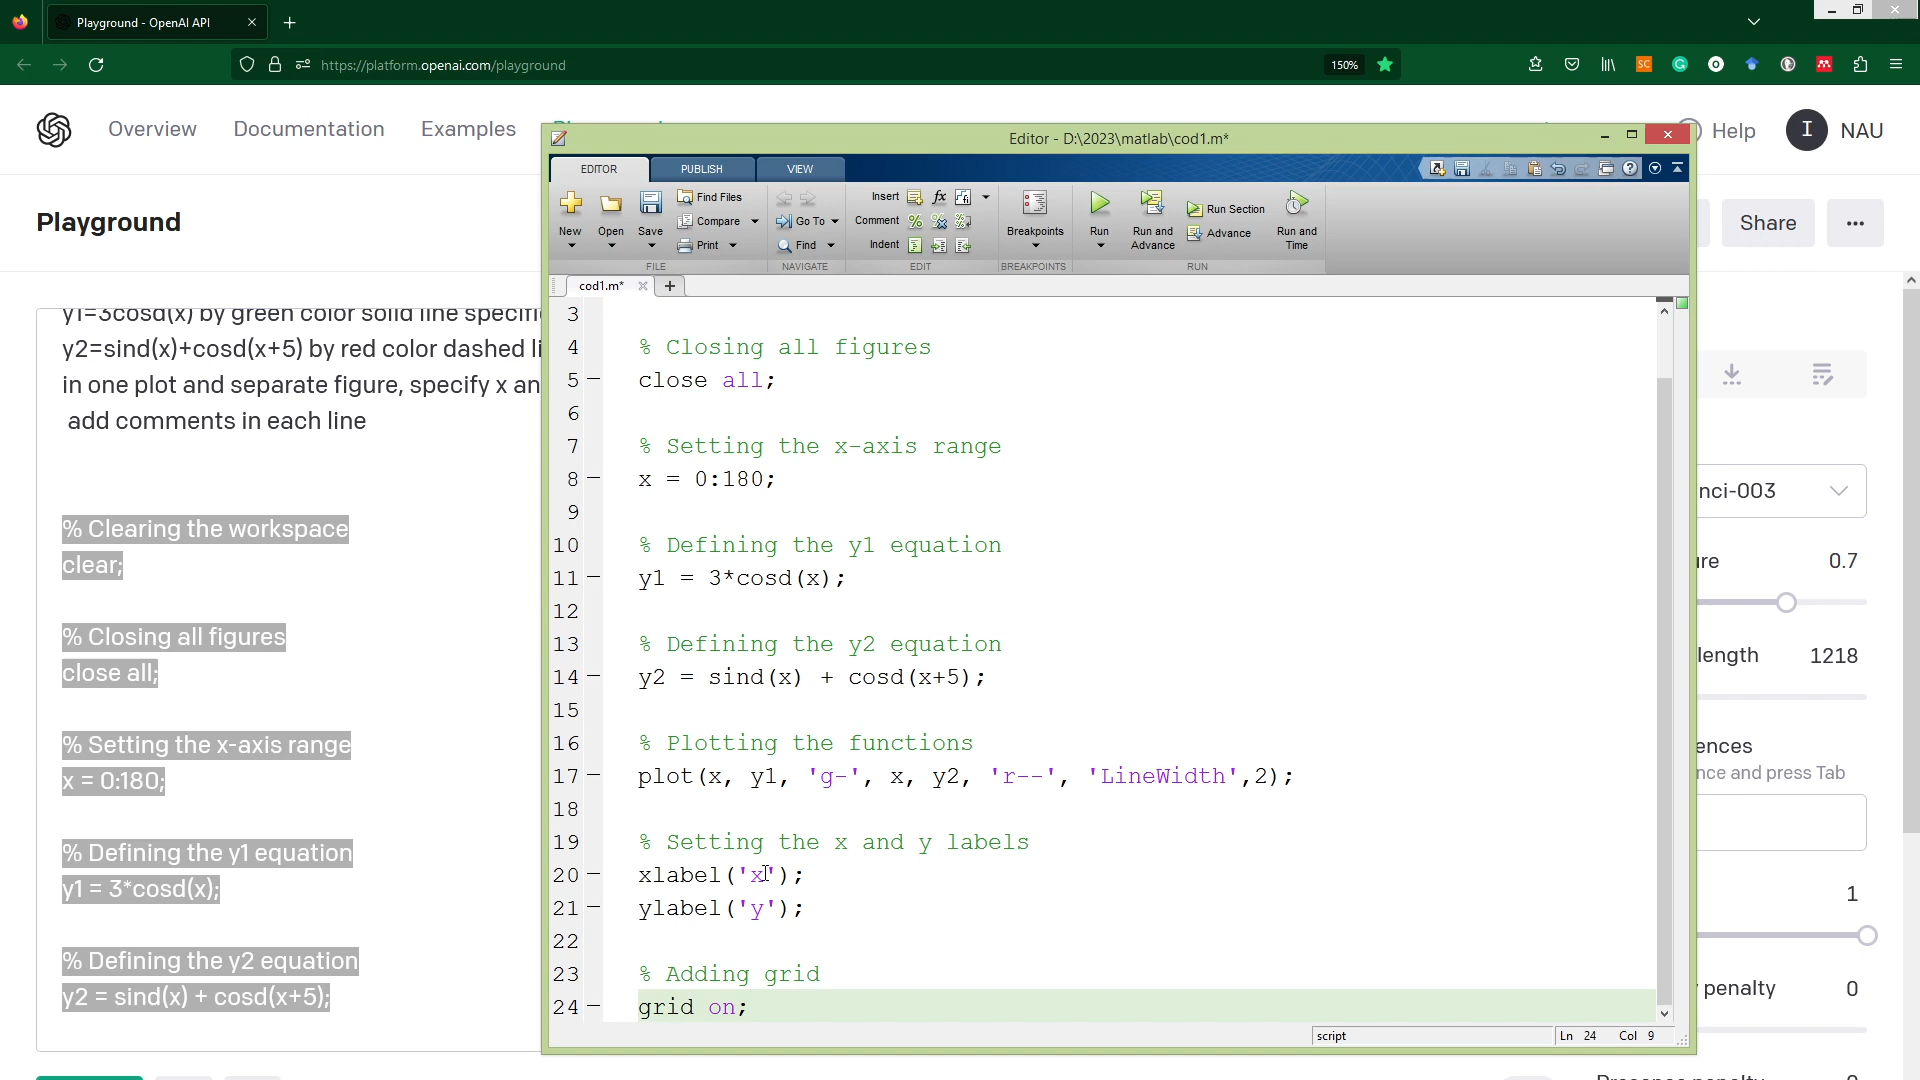 Playground - OpenAI API
https://platform.openai.com/playground
150%
SC
Overview
Documentation
Examples
Help
I
NAU
Playground
Share
y1=3cosd(x) by green color solid line
y2=sind(x)+cosd(x+5) by red color dashed
in one plot and separate figure, specify x
add comments in each line
% Clearing the workspace
clear;
% Closing all figures
close all;
% Setting the x-axis range
x = 0:180;
% Defining the y1 equation
y1 = 3*cosd(x);
% Defining the y2 equation
y2 = sind(x) + cosd(x+5);
Editor - D:\2023\matlab\cod1.m*
EDITOR
PUBLISH
VIEW
New
Open
Save
Find Files
Compare
Print
FILE
Go To
Find
NAVIGATE
Insert
fx
Comment
Indent
EDIT
Breakpoints
BREAKPOINTS
Run
Run and Advance
Run Section
Advance
Run and Time
RUN
cod1.m*
3
4 % Closing all figures
5 close all;
6
7 % Setting the x-axis range
8 x = 0:180;
9
10 % Defining the y1 equation
11 y1 = 3*cosd(x);
12
13 % Defining the y2 equation
14 y2 = sind(x) + cosd(x+5);
15
16 % Plotting the functions
17 plot(x, y1, 'g-', x, y2, 'r--', 'LineWidth',2);
18
19 % Setting the x and y labels
20 xlabel('x');
21 ylabel('y');
22
23 % Adding grid
24 grid on;
script
Ln 24 Col 9
nci-003
0.7
length 1218
ences
nce and press Tab
1
penalty 0